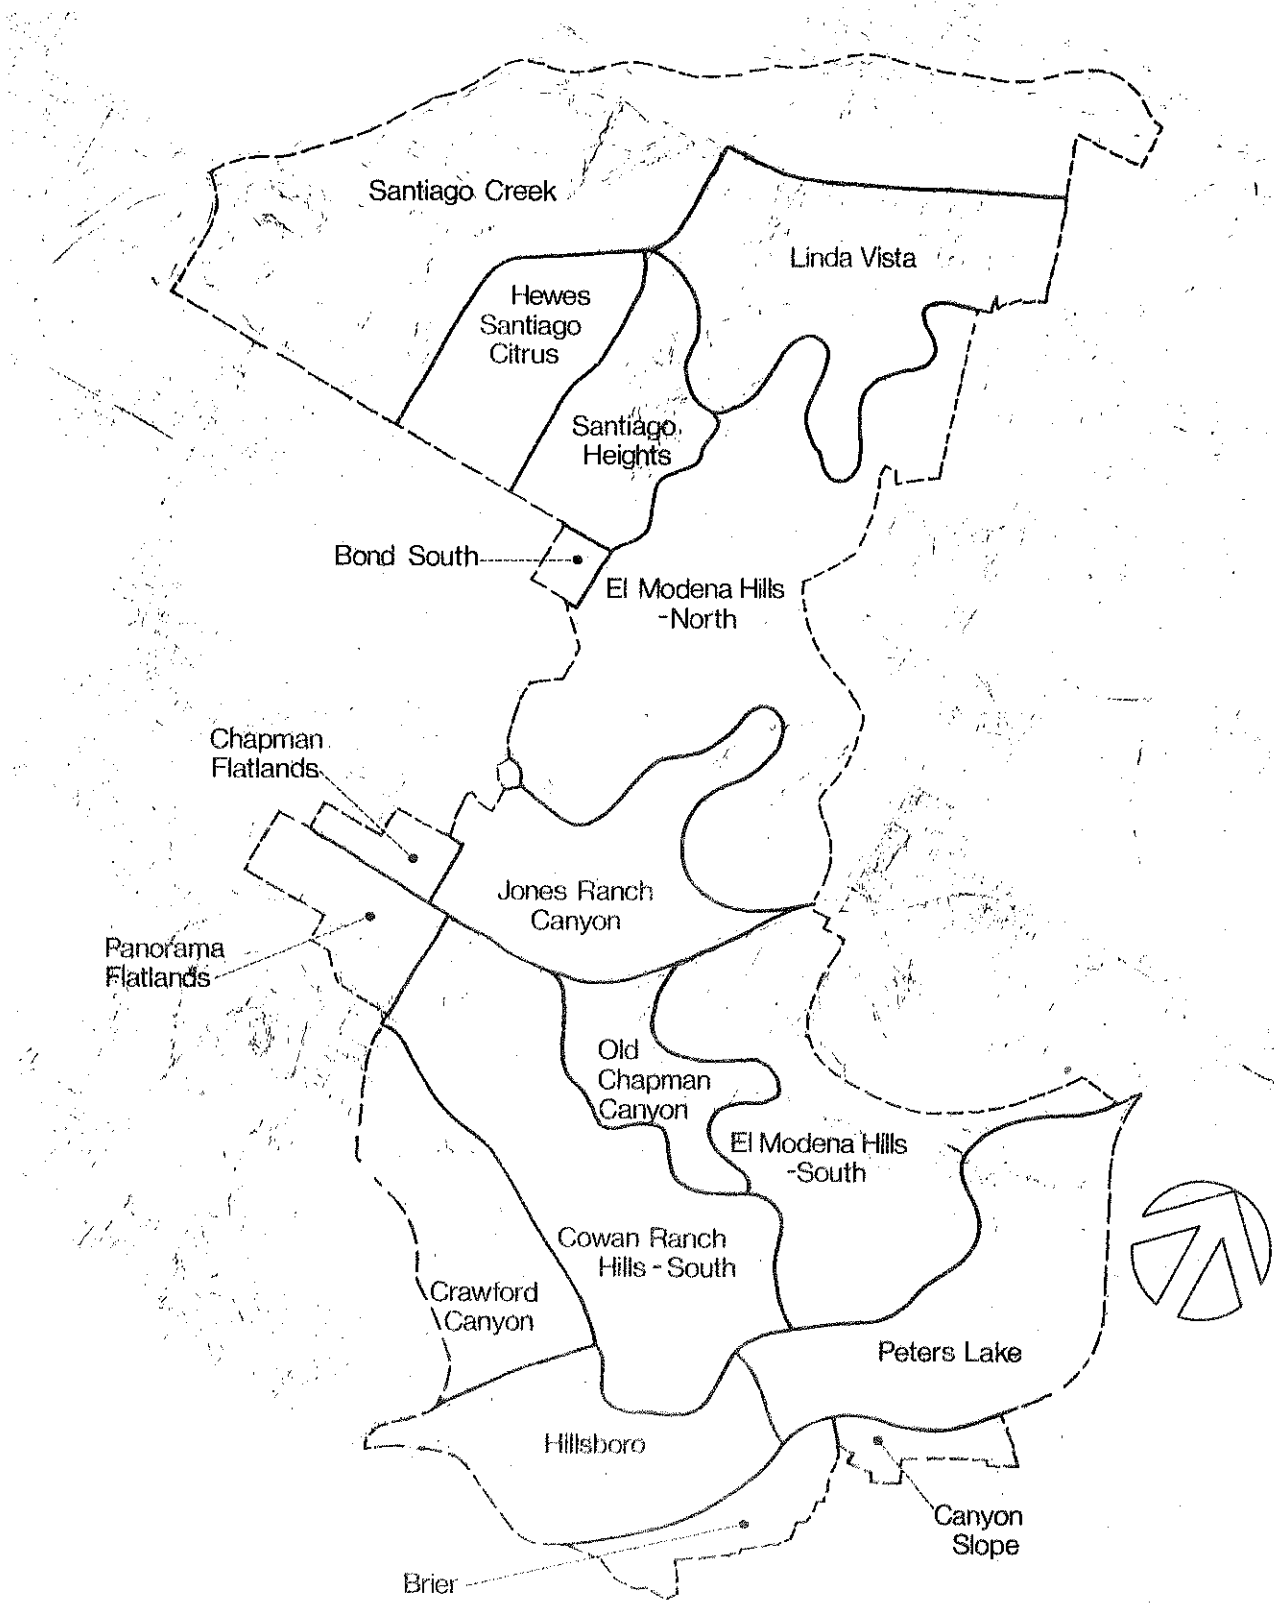 Santiago Creek
Linda Vista
Hewes
Santiago
Citrus
Santiago
Heights
Bond South
El Modena Hills
-North
Chapman
Flatlands
Jones Ranch
Canyon
Panorama
Flatlands
Old
Chapman
Canyon
El Modena Hills
-South
Cowan Ranch
Hills - South
Crawford
Canyon
Peters Lake
Hillsboro
Canyon
Slope
Brier